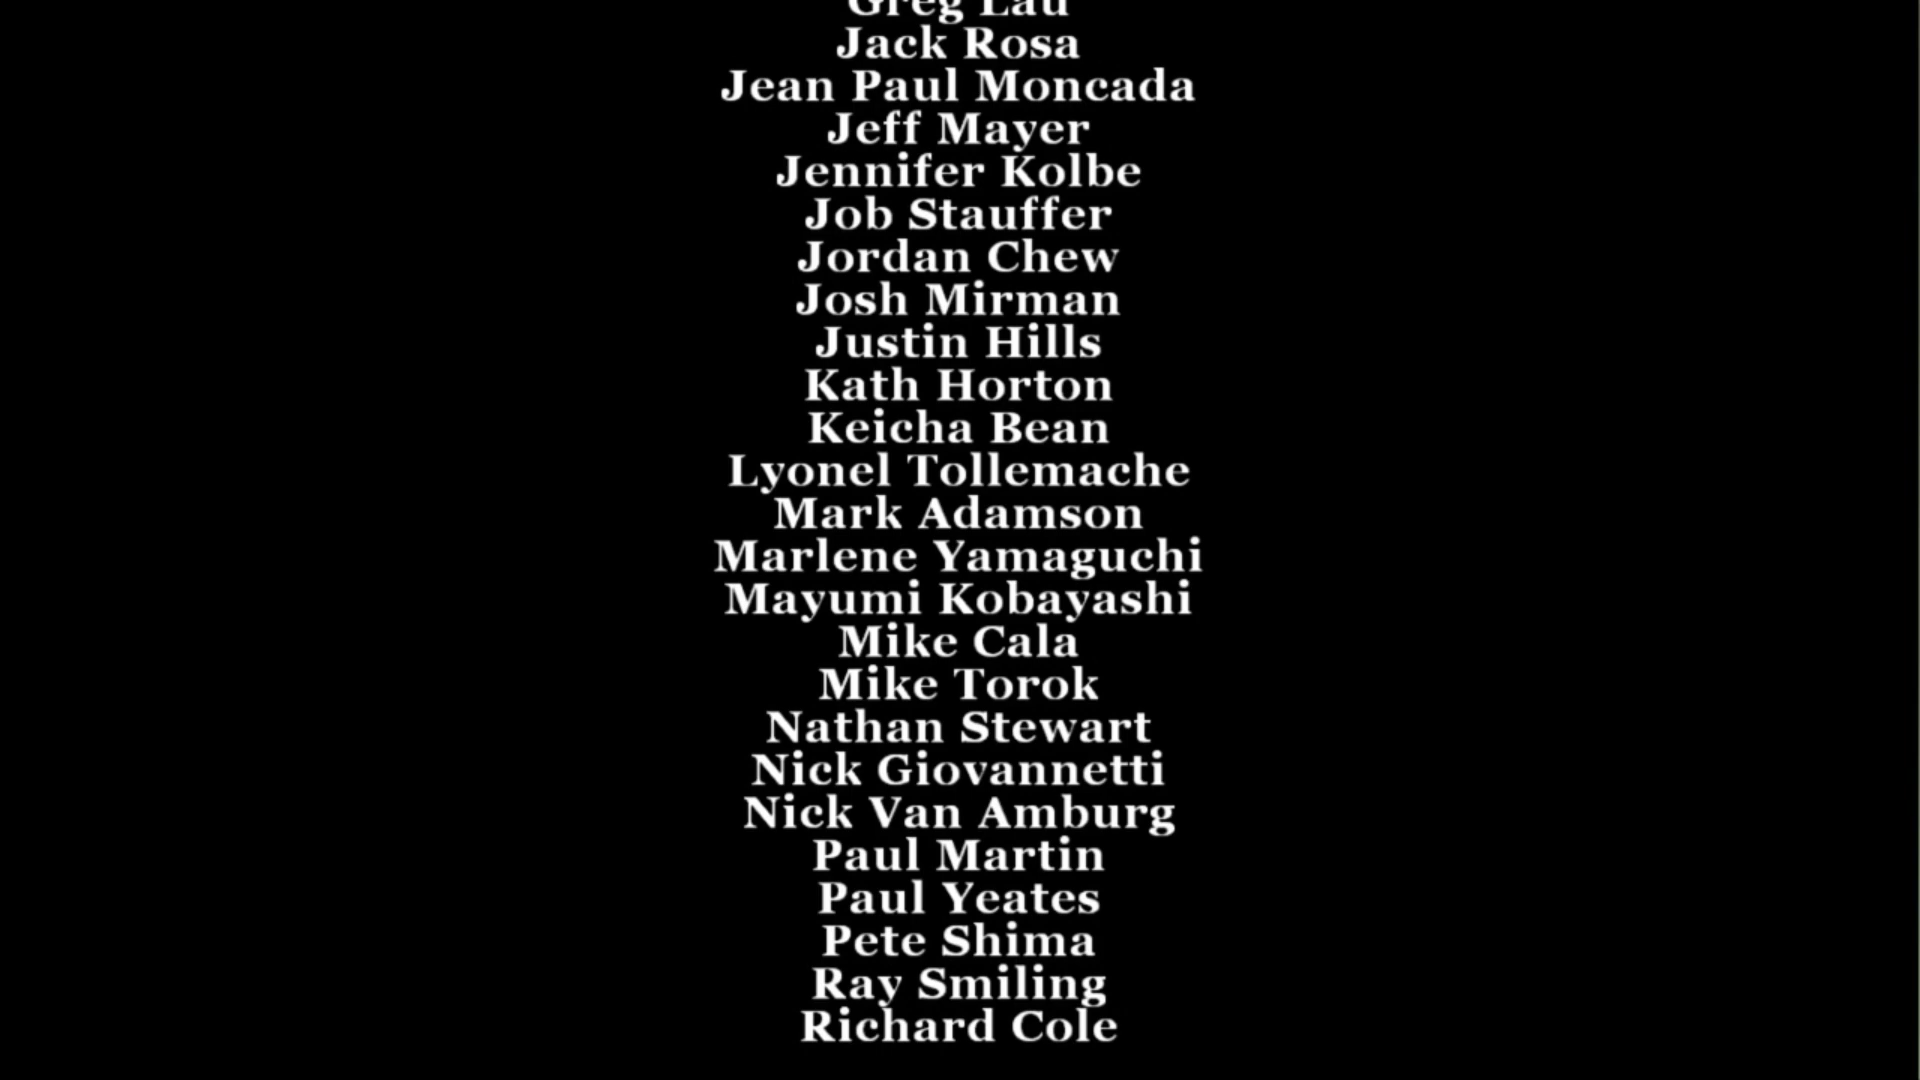 Greg Lau
Jack Rosa
Jean Paul Moncada
Jeff Mayer
Jennifer Kolbe
Job Stauffer
Jordan Chew
Josh Mirman
Justin Hills
Kath Horton
Keicha Bean
Lyonel Tollemache
Mark Adamson
Marlene Yamaguchi
Mayumi Kobayashi
Mike Cala
Mike Torok
Nathan Stewart
Nick Giovannetti
Nick Van Amburg
Paul Martin
Paul Yeates
Pete Shima
Ray Smiling
Richard Cole